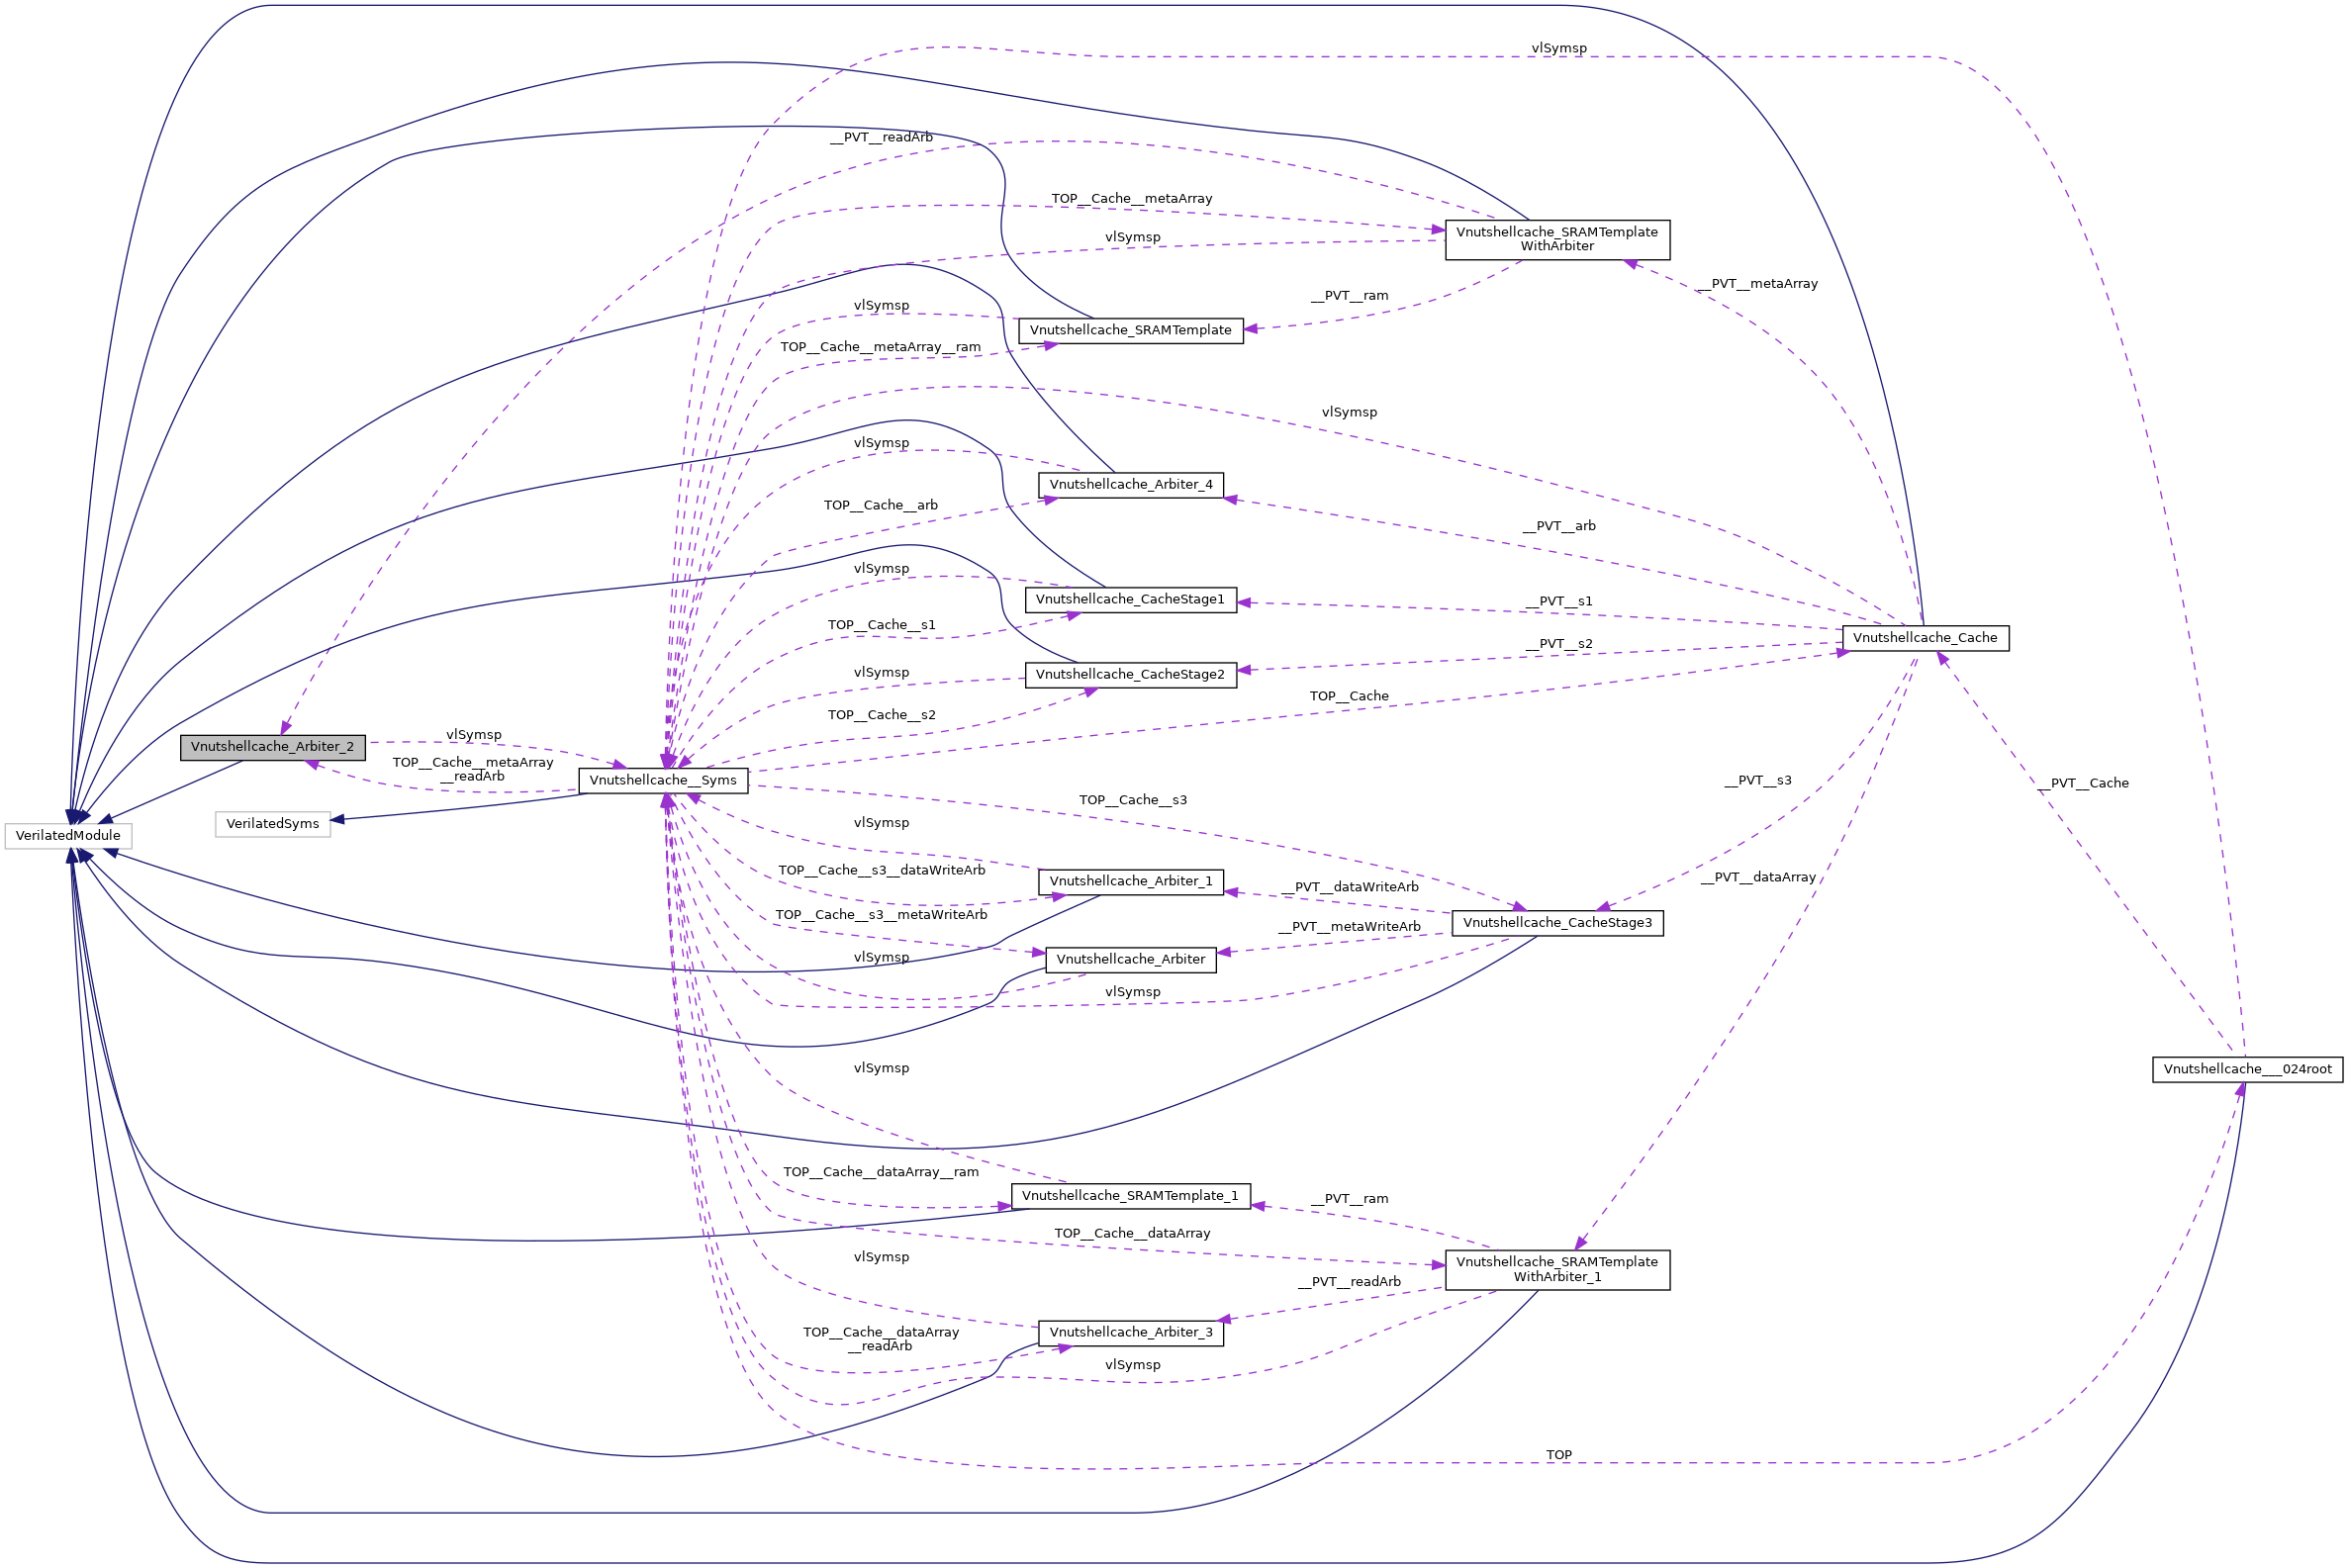 vlSymsp
__PVT__readArb
TOP__Cache__metaArray
Vnutshellcache_SRAMTemplate
WithArbiter
vlSymsp
__PVT__metaArray
__PVT__ram
vlSymsp
Vnutshellcache_SRAMTemplate
TOP__Cache__metaArray__ram
vlSymsp
vlSymsp
Vnutshellcache_Arbiter_4
TOP__Cache__arb
__PVT__arb
vlSymsp
Vnutshellcache_CacheStage1
__PVT__s1
TOP__Cache__s1
Vnutshellcache_Cache
__PVT__s2
vlSymsp
Vnutshellcache_CacheStage2
TOP__Cache
TOP__Cache__s2
vlSymsp
Vnutshellcache_Arbiter_2
TOP__Cache__metaArray
__readArb
Vnutshellcache__Syms
__PVT__s3
__PVT__Cache
TOP__Cache__s3
VerilatedSyms
vlSymsp
VerilatedModule
TOP__Cache__s3__dataWriteArb
Vnutshellcache_Arbiter_1
__PVT__dataArray
__PVT__dataWriteArb
TOP__Cache__s3__metaWriteArb
Vnutshellcache_CacheStage3
__PVT__metaWriteArb
vlSymsp
Vnutshellcache_Arbiter
vlSymsp
vlSymsp
Vnutshellcache___024root
TOP__Cache__dataArray__ram
Vnutshellcache_SRAMTemplate_1
__PVT__ram
TOP__Cache__dataArray
vlSymsp
Vnutshellcache_SRAMTemplate
WithArbiter_1
__PVT__readArb
TOP__Cache__dataArray
__readArb
Vnutshellcache_Arbiter_3
vlSymsp
TOP